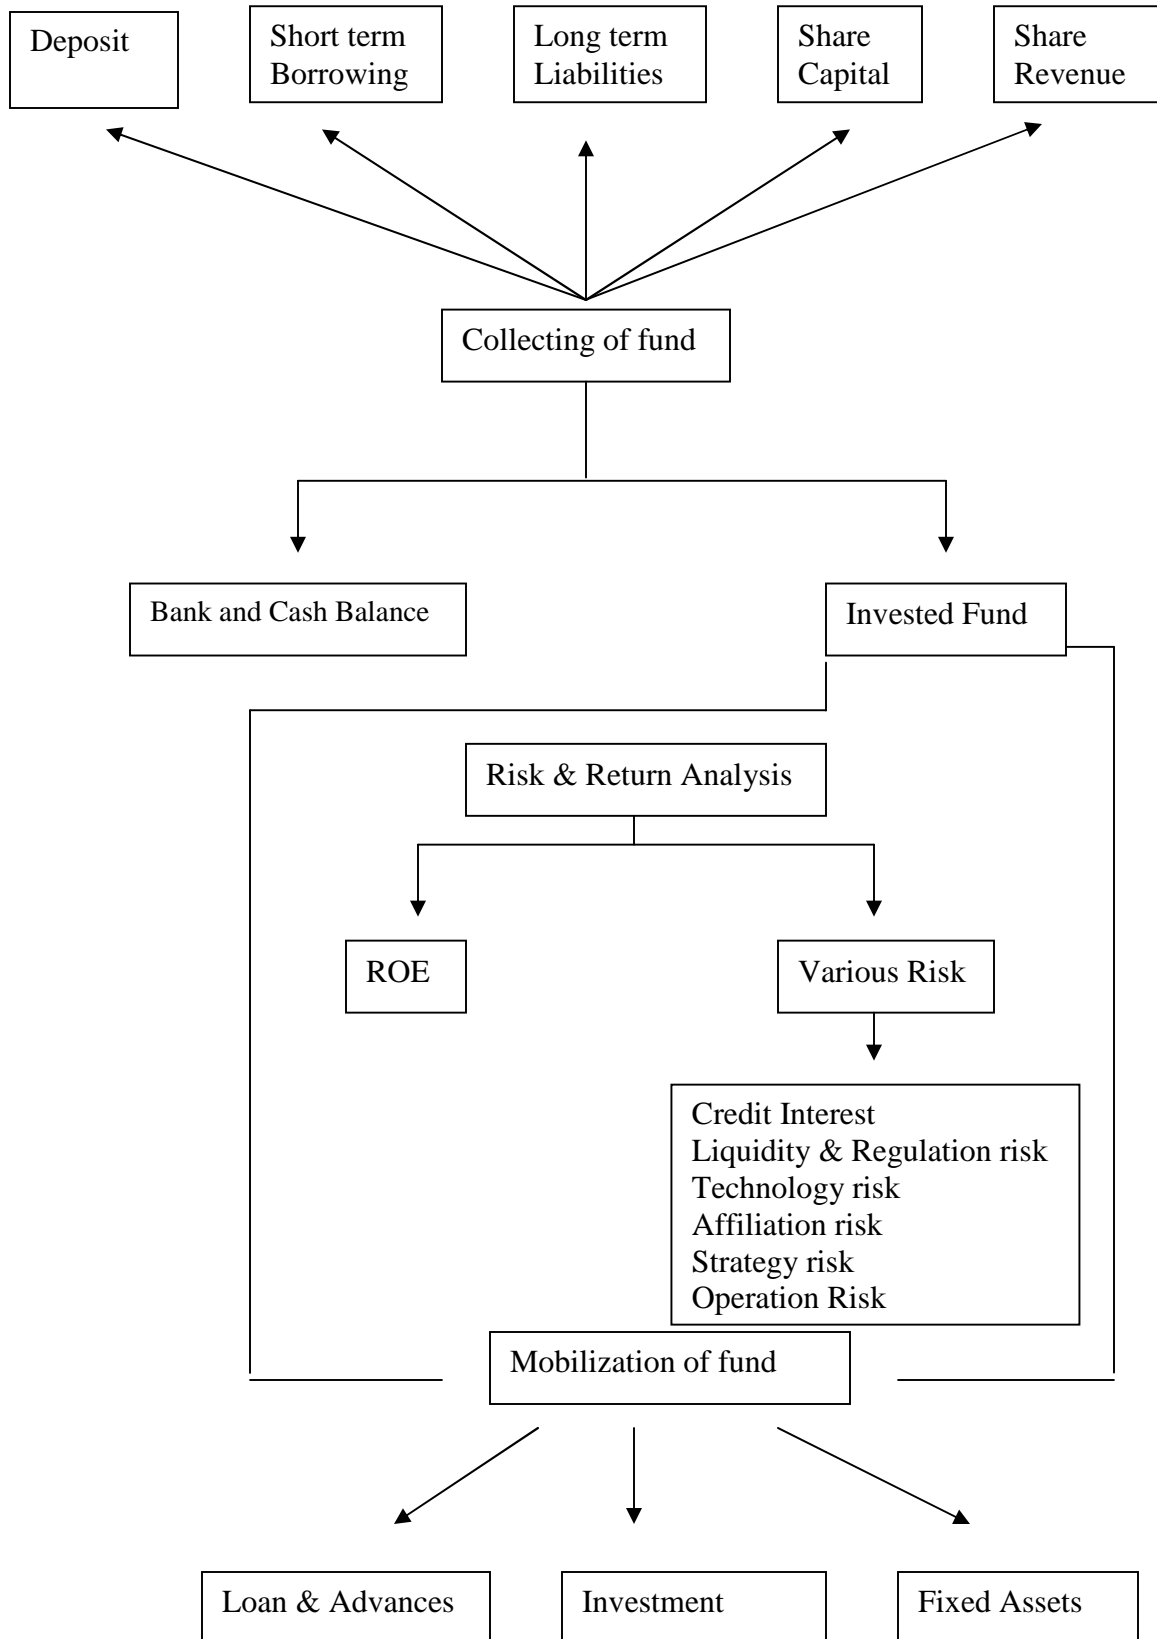 Deposit
Short term
Borrowing
Long term
Liabilities
Share
Capital
Share
Revenue
Collecting of fund
Bank and Cash Balance
Invested Fund
Risk & Return Analysis
ROE
Various Risk
Credit Interest
Liquidity & Regulation risk
Technology risk
Affiliation risk
Strategy risk
Operation Risk
Mobilization of fund
Loan & Advances
Investment
Fixed Assets